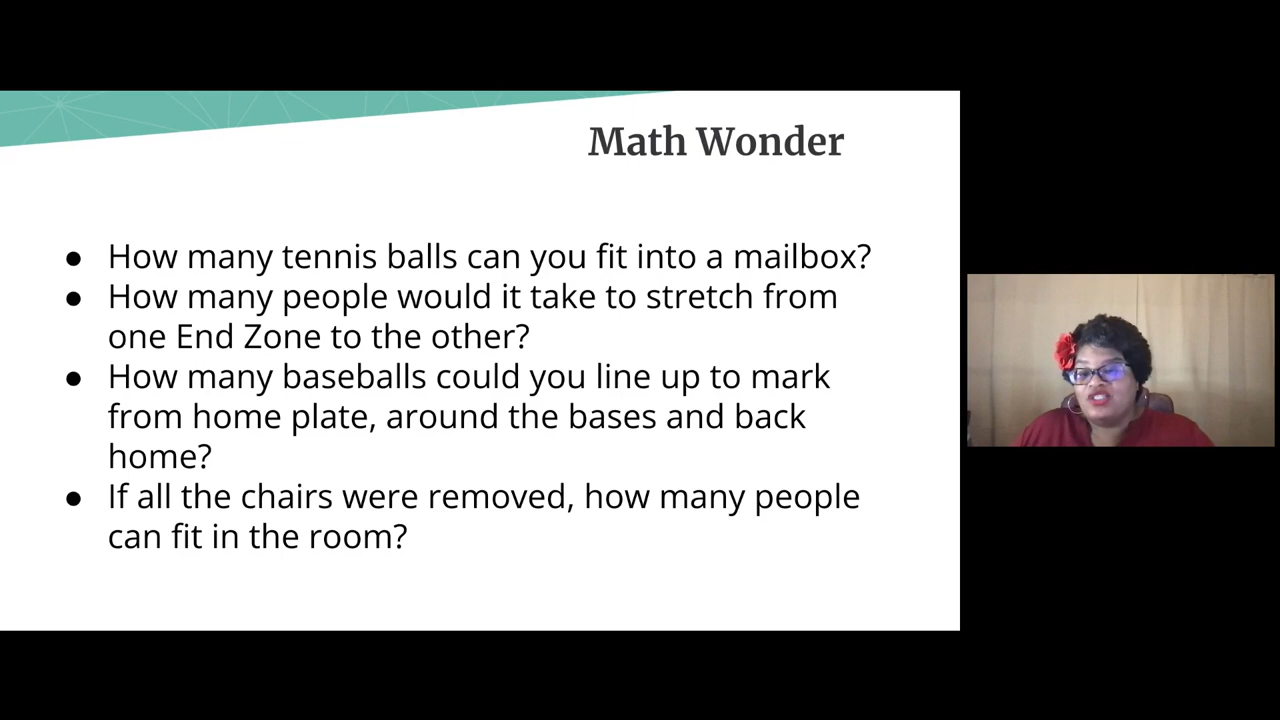 Math Wonder
● How many tennis balls can you fit into a mailbox?
● How many people would it take to stretch from
one End Zone to the other?
● How many baseballs could you line up to mark
from home plate, around the bases and back
home?
● If all the chairs were removed, how many people
can fit in the room?